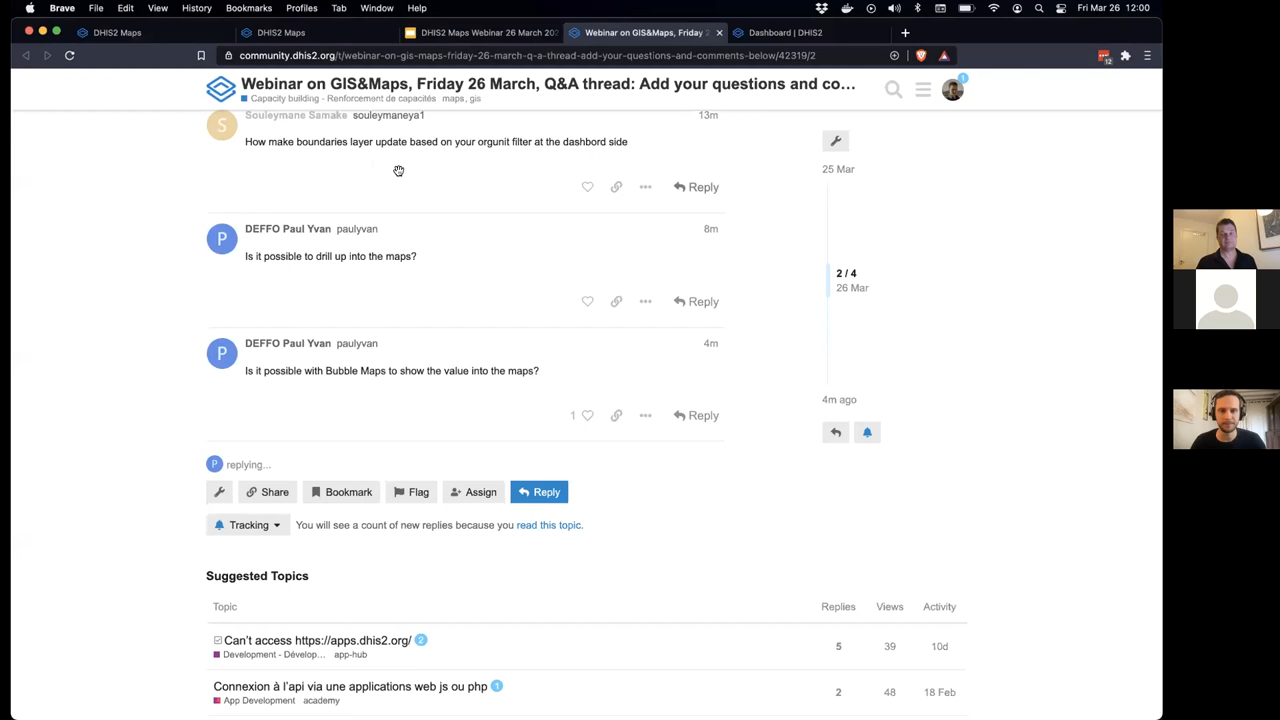 Brave File Edit View History Bookmarks Profiles Tab Window Help Fri Mar 26 12:00
DHIS2 Maps
DHIS2 Maps
DHIS2 Maps Webinar 26 March 202
Webinar on GIS&Maps, Friday 2
Dashboard | DHIS2
community.dhis2.org/t/webinar-on-gis-maps-friday-26-march-q-a-thread-add-your-questions-and-comments-below/42319/2
12
Webinar on GIS&Maps, Friday 26 March, Q&A thread: Add your questions and co…
Capacity building - Renforcement de capacités maps, gis
1
S
Souleymane Samake souleymaneya1 13m
How make boundaries layer update based on your orgunit filter at the dashbord side
Reply
25 Mar
P
DEFFO Paul Yvan paulyvan 8m
Is it possible to drill up into the maps?
2 / 4
26 Mar
Reply
P
DEFFO Paul Yvan paulyvan 4m
Is it possible with Bubble Maps to show the value into the maps?
4m ago
1 Reply
P replying...
Share Bookmark Flag Assign Reply
Tracking You will see a count of new replies because you read this topic.
Suggested Topics
Topic Replies Views Activity
Can't access https://apps.dhis2.org/ 2 5 39 10d
Development - Dévelop… app-hub
Connexion à l'api via une applications web js ou php 1 2 48 18 Feb
App Development academy